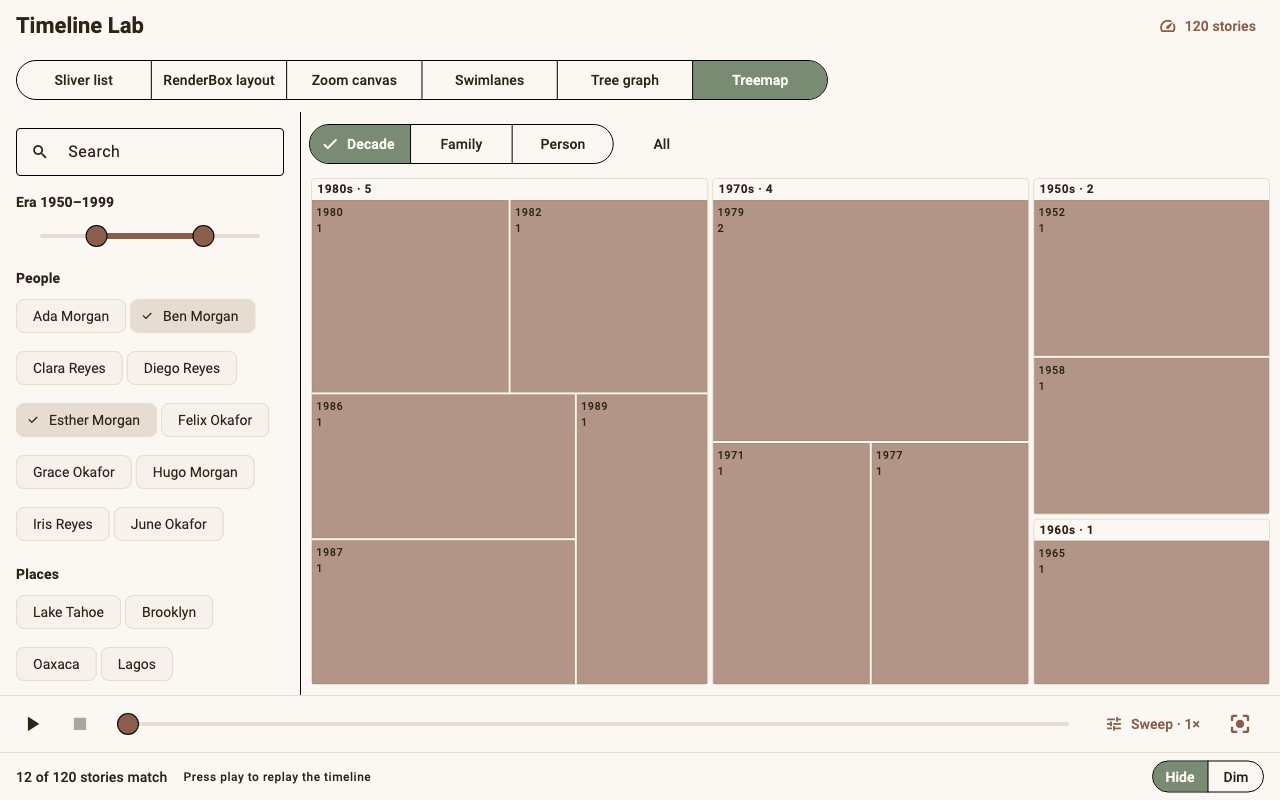 Timeline Lab
120 stories
Sliver list
RenderBox layout
Zoom canvas
Swimlanes
Tree graph
Treemap
Search
Era 1950–1999
People
Ada Morgan
Ben Morgan
Clara Reyes
Diego Reyes
Esther Morgan
Felix Okafor
Grace Okafor
Hugo Morgan
Iris Reyes
June Okafor
Places
Lake Tahoe
Brooklyn
Oaxaca
Lagos
Decade
Family
Person
All
1980s · 5
1980
1
1982
1
1986
1
1989
1
1987
1
1970s · 4
1979
2
1971
1
1977
1
1950s · 2
1952
1
1958
1
1960s · 1
1965
1
Sweep · 1×
12 of 120 stories match
Press play to replay the timeline
Hide
Dim